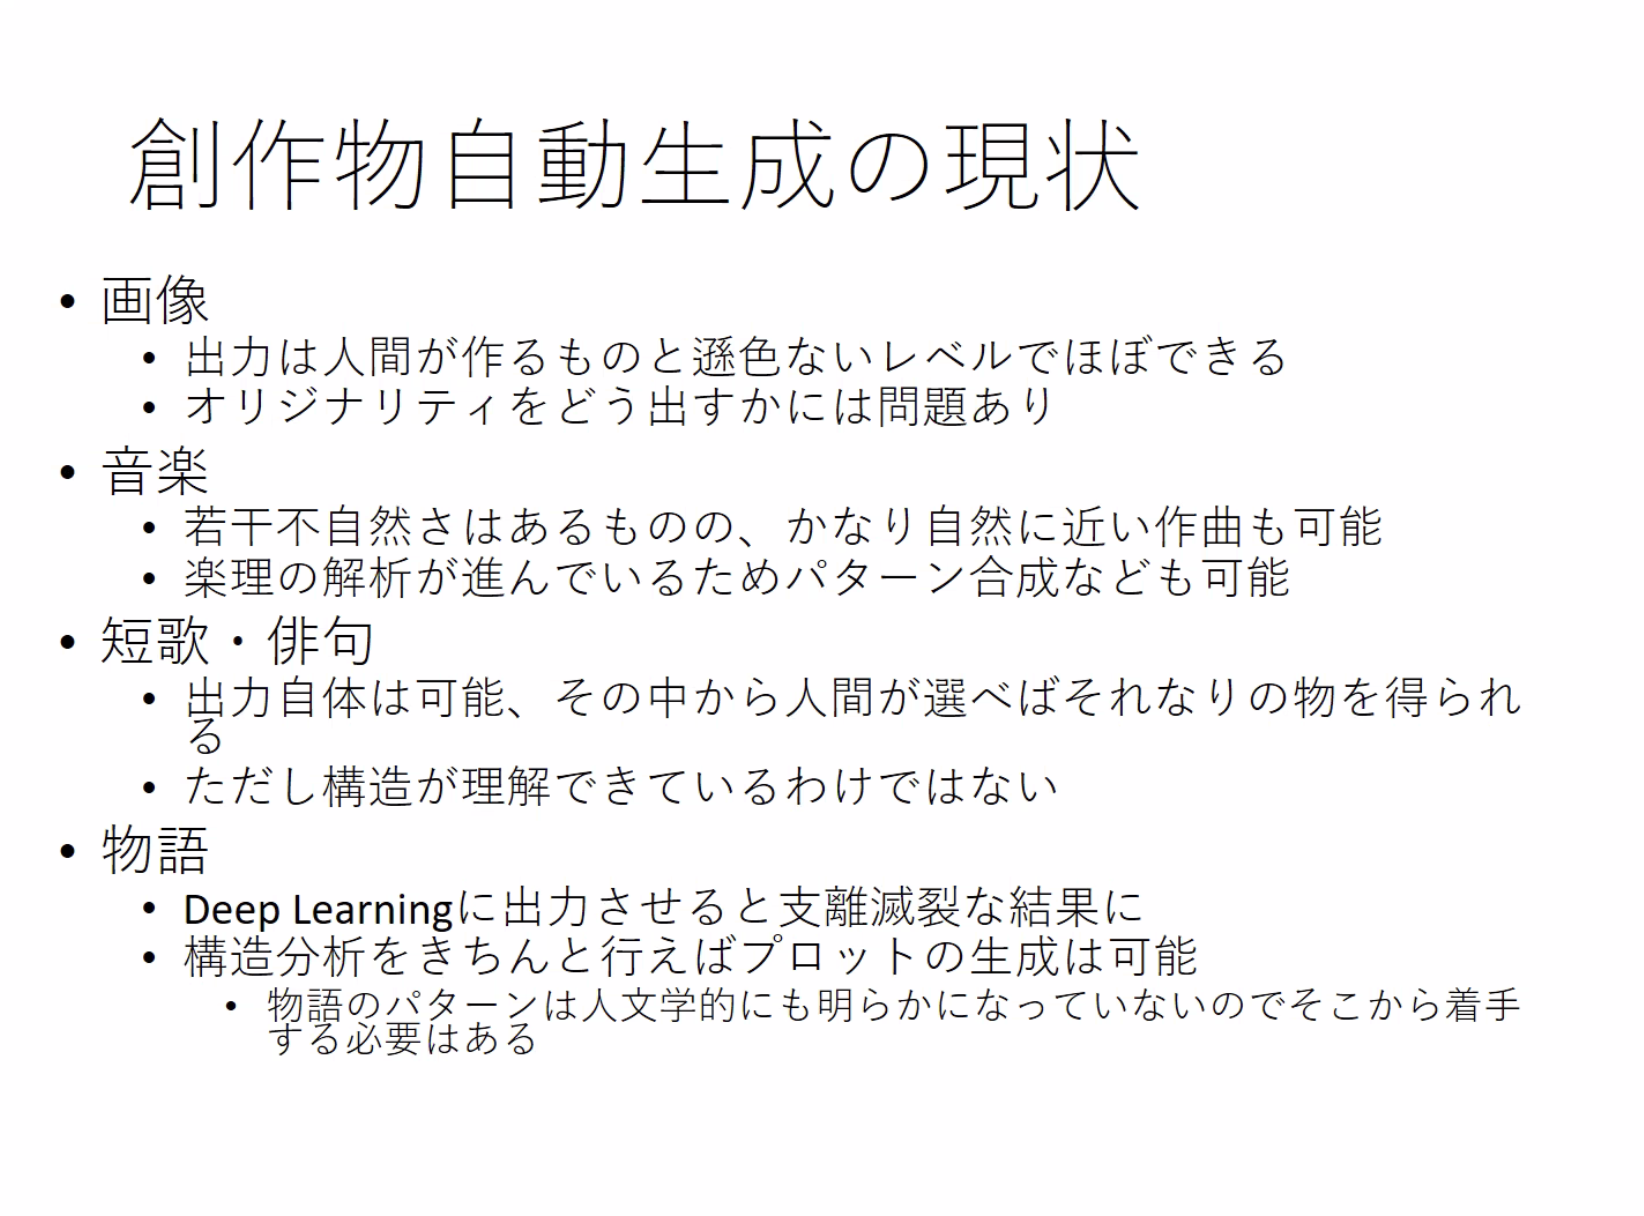 創作物自動生成の現状
• 画像
• 出力は人間が作るものと遜色ないレベルでほぼできる
• オリジナリティをどう出すかには問題あり
• 音楽
• 若干不自然さはあるものの、かなり自然に近い作曲も可能
• 楽理の解析が進んでいるためパターン合成なども可能
• 短歌・俳句
• 出力自体は可能、その中から人間が選べばそれなりの物を得られ
る
• ただし構造が理解できているわけではない
• 物語
• Deep Learningに出力させると支離滅裂な結果に
• 構造分析をきちんと行えばプロットの生成は可能
• 物語のパターンは人文学的にも明らかになっていないのでそこから着手
する必要はある